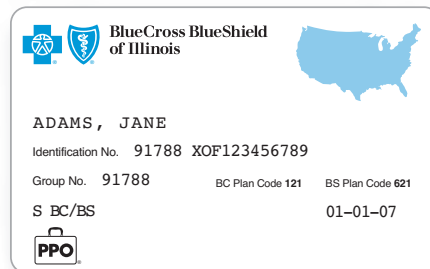 BlueCross BlueShield
of Illinois
ADAMS, JANE
Identification No. 91788 XOF123456789
Group No. 91788 BC Plan Code 121 BS Plan Code 621
S BC/BS 01-01-07
PPO